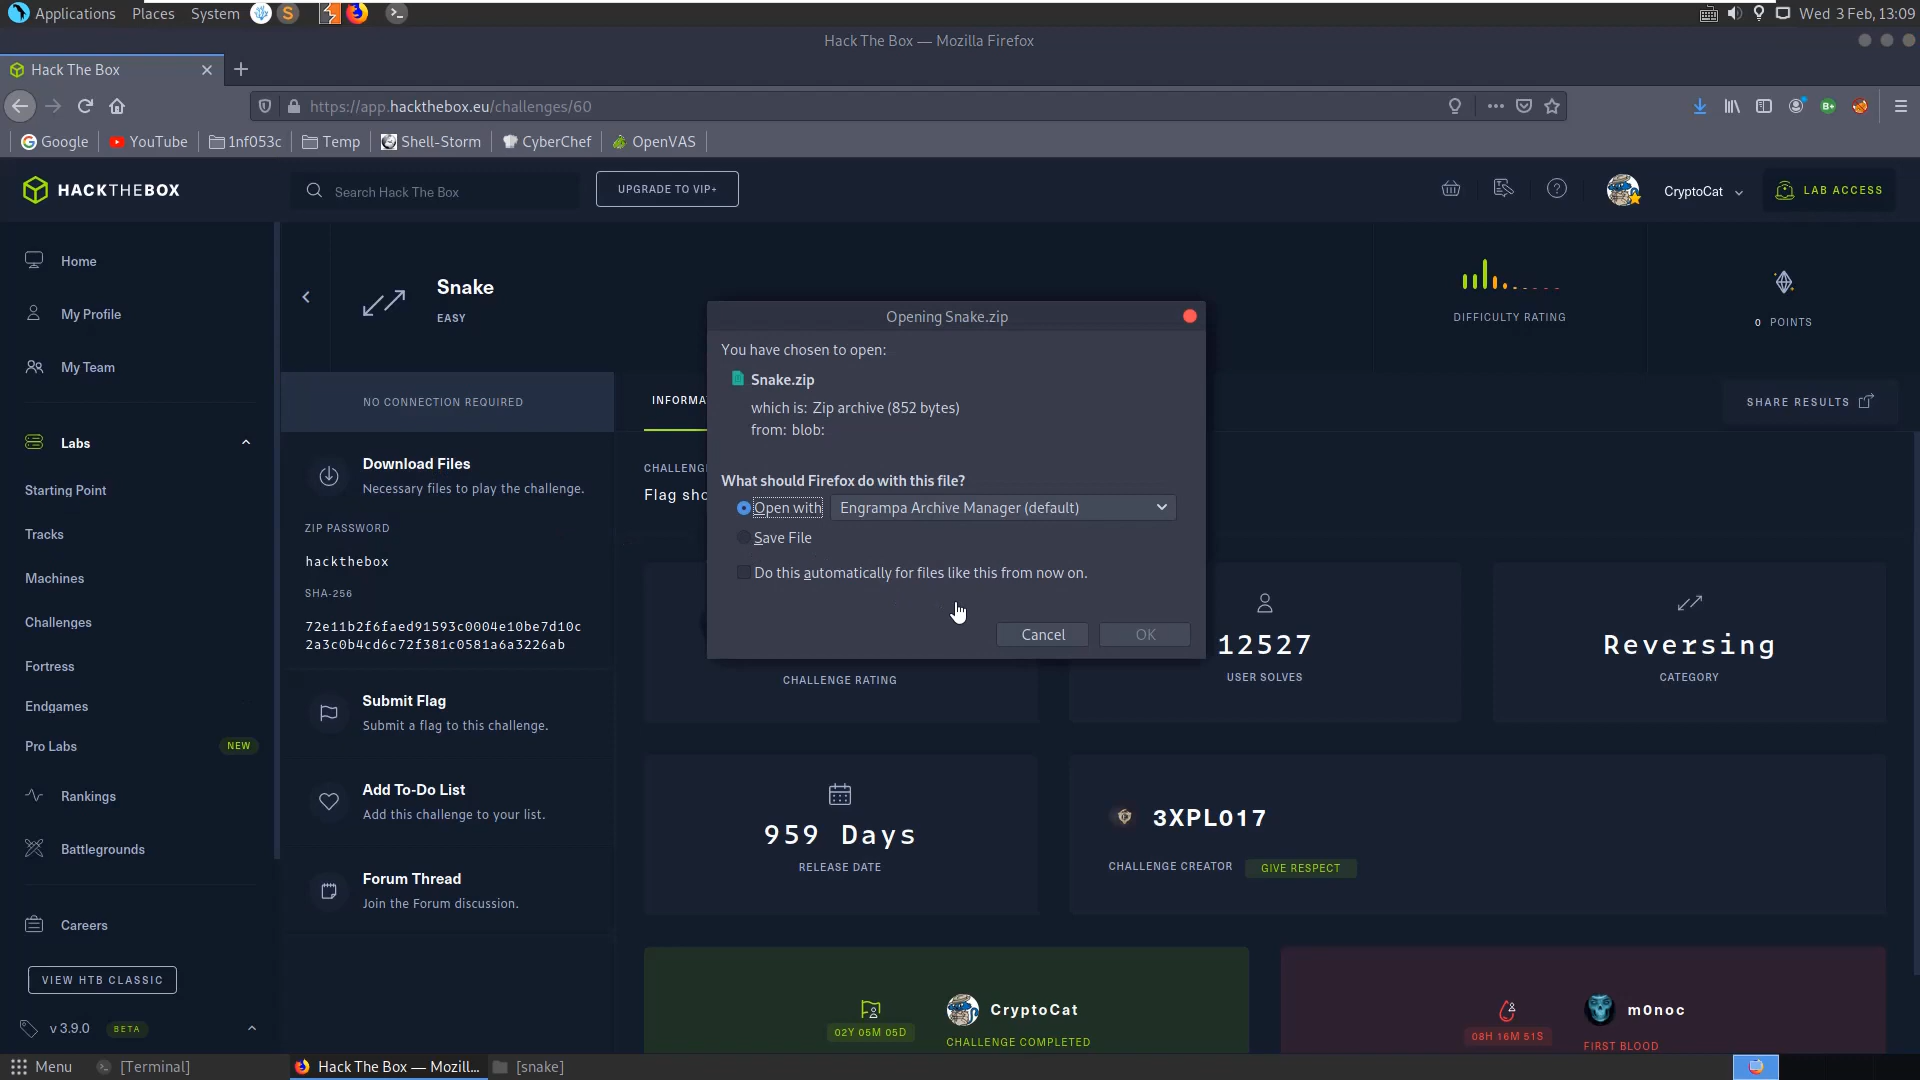 Applications Places System Wed 3 Feb, 13:09
Hack The Box — Mozilla Firefox
Hack The Box
https://app.hackthebox.eu/challenges/60
Google YouTube 1nf053c Temp Shell-Storm CyberChef OpenVAS
HACKTHEBOX Search Hack The Box UPGRADE TO VIP+ CryptoCat LAB ACCESS
Home
My Profile
My Team
Labs
Starting Point
Tracks
Machines
Challenges
Fortress
Endgames
Pro Labs NEW
Rankings
Battlegrounds
Careers
VIEW HTB CLASSIC
v 3.9.0 BETA
Snake
EASY
DIFFICULTY RATING
0 POINTS
NO CONNECTION REQUIRED
Download Files
Necessary files to play the challenge.
ZIP PASSWORD
hackthebox
SHA-256
72e11b2f6faed91593c0004e10be7d10c
2a3c0b4cd6c72f381c0581a6a3226ab
Submit Flag
Submit a flag to this challenge.
Add To-Do List
Add this challenge to your list.
Forum Thread
Join the Forum discussion.
INFORMA
SHARE RESULTS
CHALLENG
Flag sho
Opening Snake.zip
You have chosen to open:
Snake.zip
which is: Zip archive (852 bytes)
from: blob:
What should Firefox do with this file?
Open with Engrampa Archive Manager (default)
Save File
Do this automatically for files like this from now on.
Cancel OK
CHALLENGE RATING
12527
USER SOLVES
Reversing
CATEGORY
959 Days
RELEASE DATE
3XPL017
CHALLENGE CREATOR GIVE RESPECT
02Y 05M 05D
CryptoCat
CHALLENGE COMPLETED
08H 16M 51S
m0noc
FIRST BLOOD
Menu [Terminal] Hack The Box — Mozill... [snake]